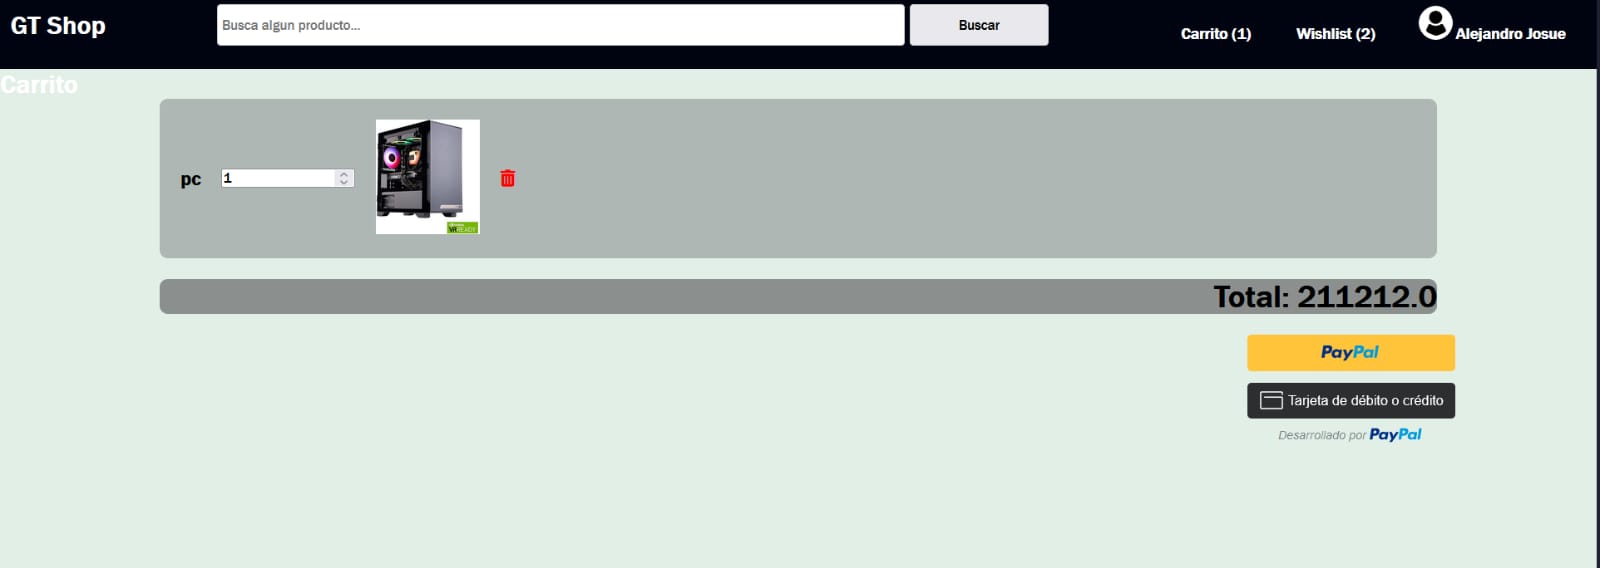 GT Shop
Busca algun producto...
Buscar
Carrito (1)
Wishlist (2)
Alejandro Josue
Carrito
pc
1
VR READY
Total: 211212.0
PayPal
Tarjeta de débito o crédito
Desarrollado por PayPal